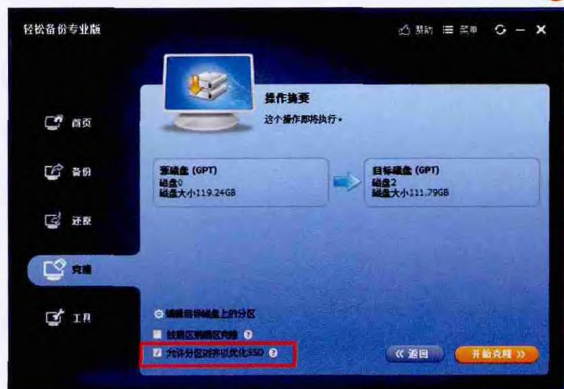 轻松备份专业版
赞助 菜单
操作摘要
这个操作即将执行。
首页
备份
还原
克隆
工具
源磁盘 (GPT)
磁盘0
磁盘大小119.24GB
目标磁盘 (GPT)
磁盘2
磁盘大小111.79GB
编辑目标磁盘上的分区
按扇区到扇区克隆
允许分区对齐以优化SSD
《 返回
开始克隆 》